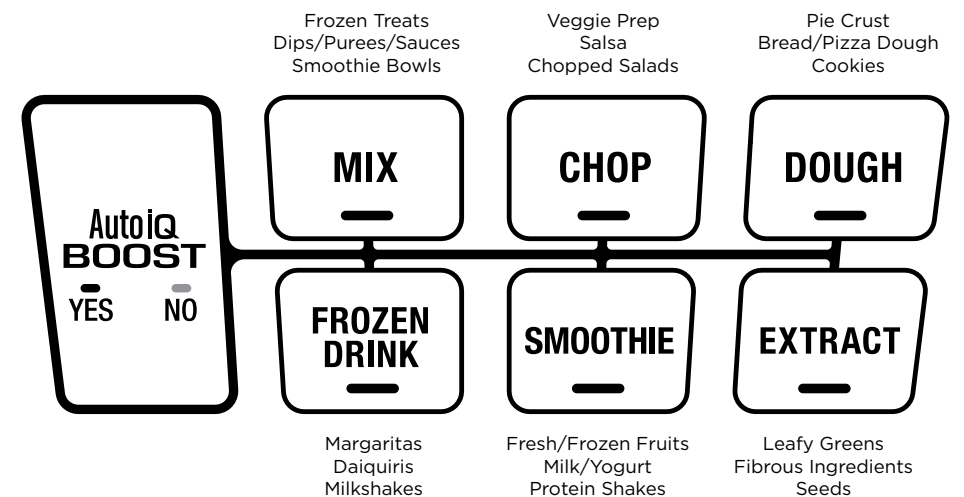 Frozen Treats
Dips/Purees/Sauces
Smoothie Bowls
Veggie Prep
Salsa
Chopped Salads
Pie Crust
Bread/Pizza Dough
Cookies
Auto iQ
BOOST
YES NO
MIX
CHOP
DOUGH
FROZEN
DRINK
SMOOTHIE
EXTRACT
Margaritas
Daiquiris
Milkshakes
Fresh/Frozen Fruits
Milk/Yogurt
Protein Shakes
Leafy Greens
Fibrous Ingredients
Seeds